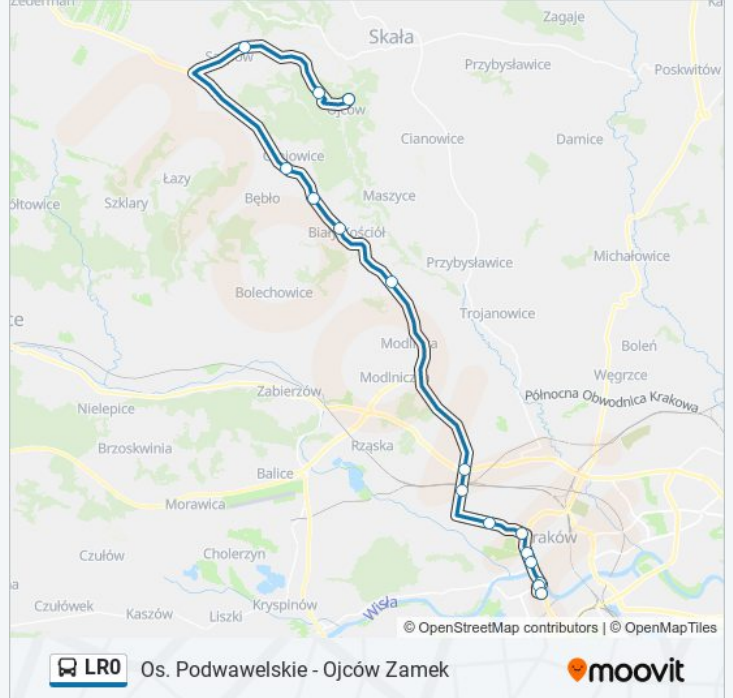 Zederman
Zagaje
Skała
Sąspów
Przybysławice
Poskwitów
Ojców
Cianowice
Damice
Łazy
Maszyce
Bębło
Szklary
Biały Kościół
Michałowice
Przybysławice
Bolechowice
Trojanowice
Modlnica
Boleń
Węgrzce
Zabierzów
Północna Obwodnica Krakowa
Nielepice
Rząska
Brzoskwinia
Balice
Morawica
Kraków
Czułów
Cholerzyn
Czułówek
Kaszów
Liszki
Kryspinów
Wisła
© OpenStreetMap contributors | © OpenMapTiles
LR0
Os. Podwawelskie - Ojców Zamek
moovit